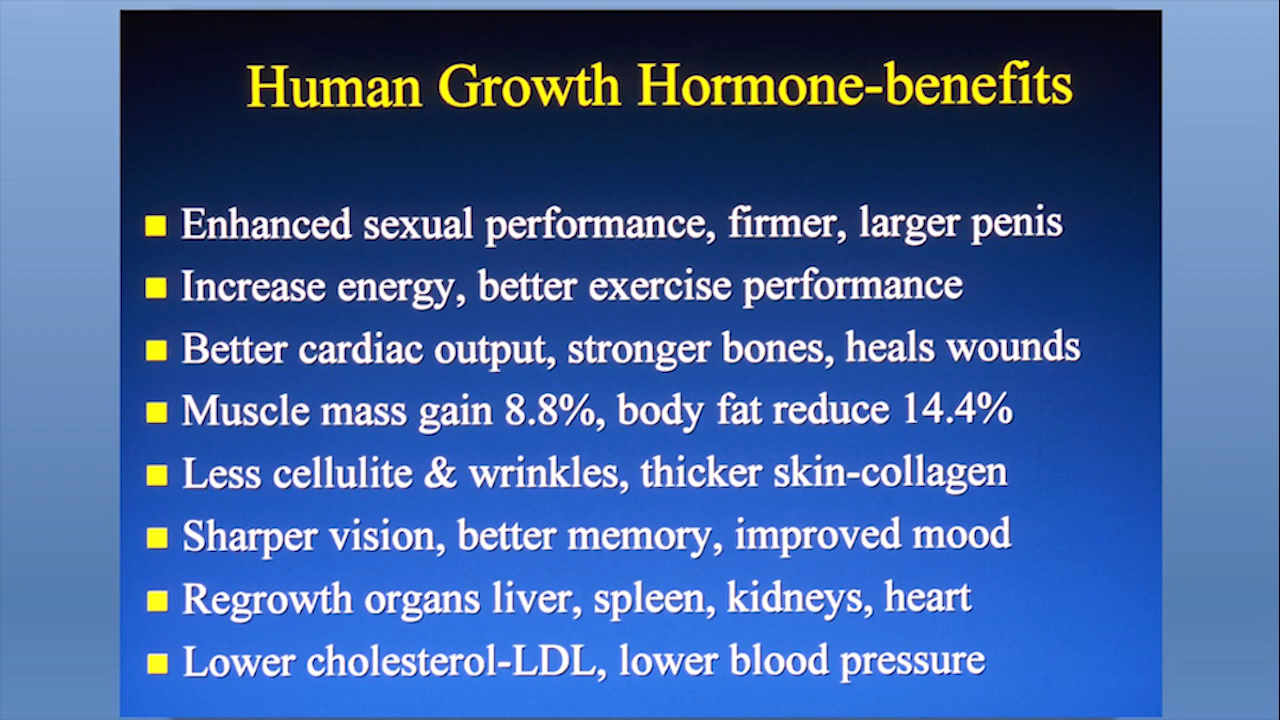 Human Growth Hormone-benefits
Enhanced sexual performance, firmer, larger penis
Increase energy, better exercise performance
Better cardiac output, stronger bones, heals wounds
Muscle mass gain 8.8%, body fat reduce 14.4%
Less cellulite & wrinkles, thicker skin-collagen
Sharper vision, better memory, improved mood
Regrowth organs liver, spleen, kidneys, heart
Lower cholesterol-LDL, lower blood pressure